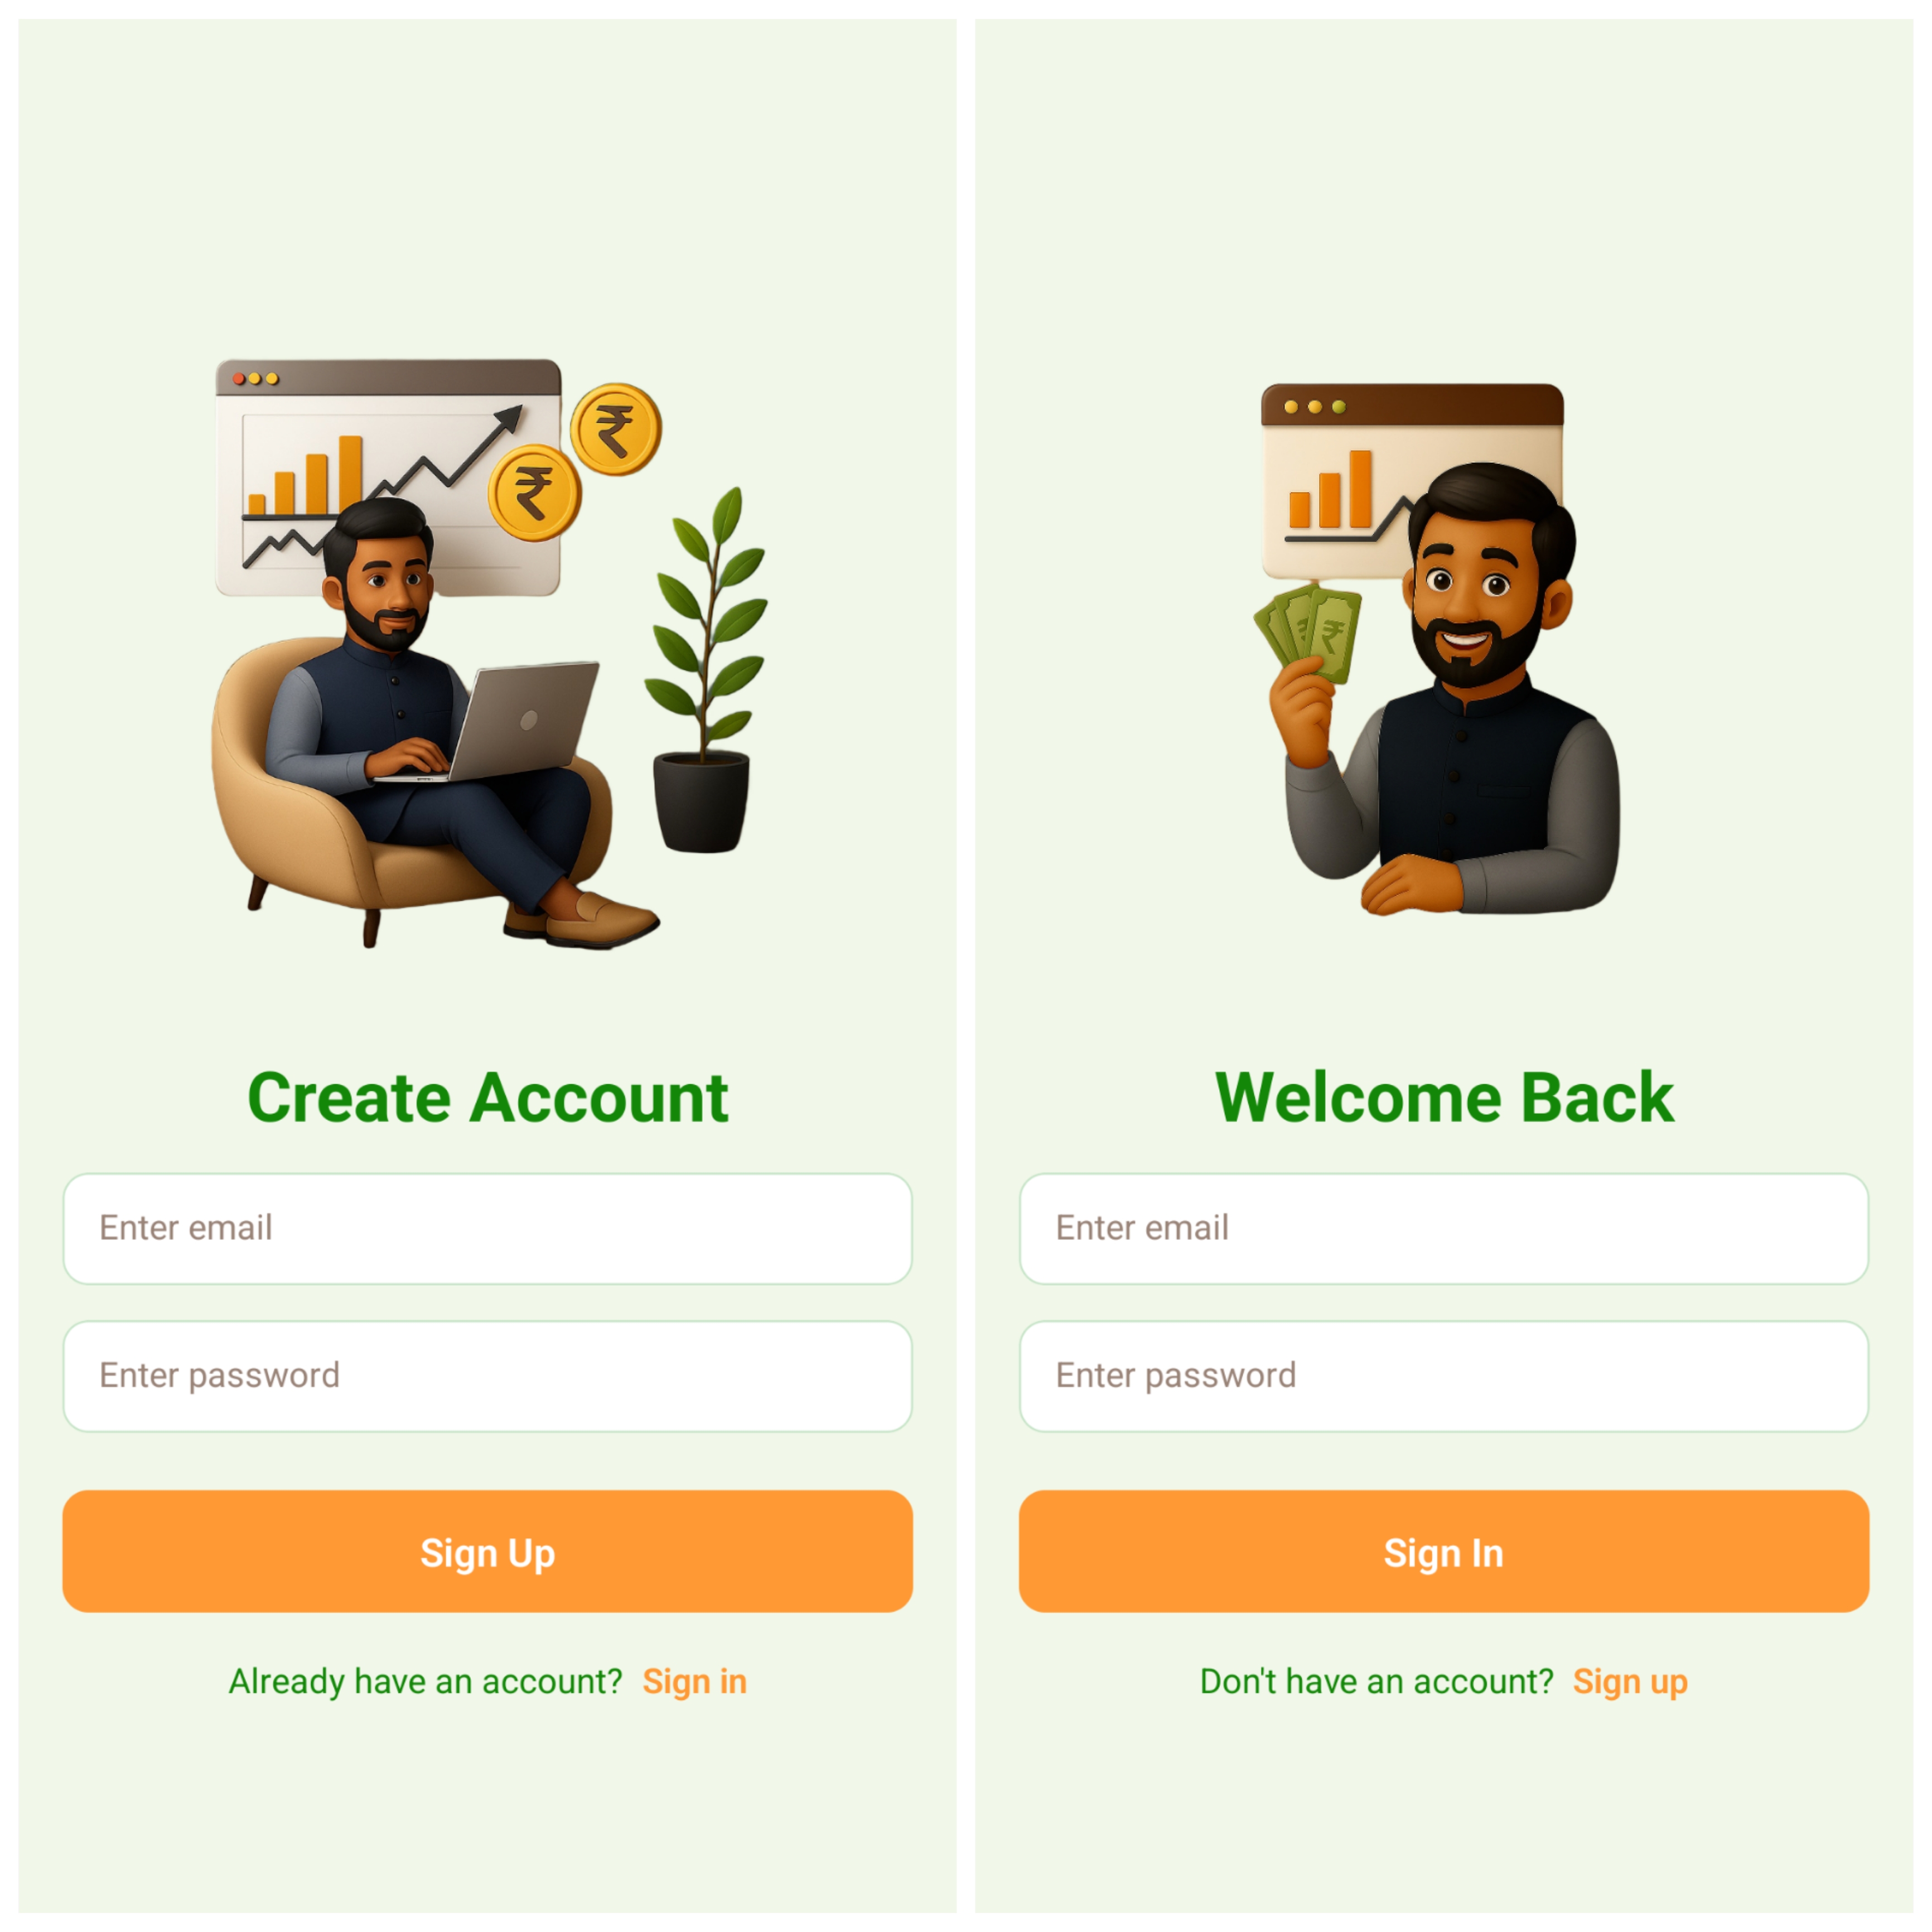 ₹
₹
Create Account
Enter email
Enter password
Sign Up
Already have an account? Sign in
₹
₹
Welcome Back
Enter email
Enter password
Sign In
Don't have an account? Sign up